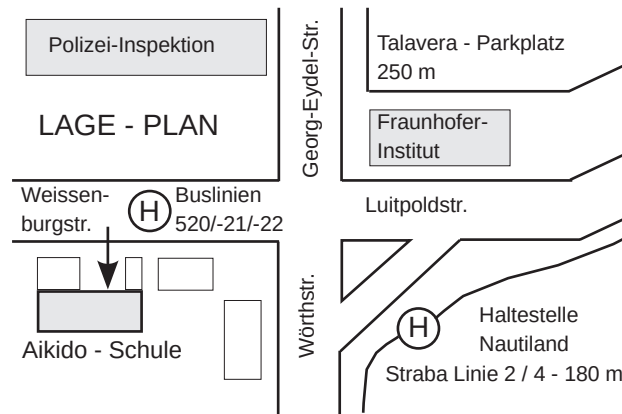 Polizei-Inspektion
Georg-Eydel-Str.
Talavera - Parkplatz
250 m
LAGE - PLAN
Fraunhofer-
Institut
Weissen-
burgstr.
H
Buslinien
520/-21/-22
Luitpoldstr.
Wörthstr.
H
Haltestelle
Nautiland
Straba Linie 2 / 4 - 180 m
Aikido - Schule